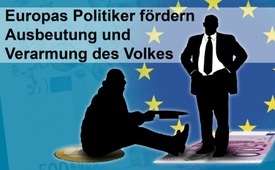 Europas Politiker fördern
Ausbeutung und
Verarmung des Volkes